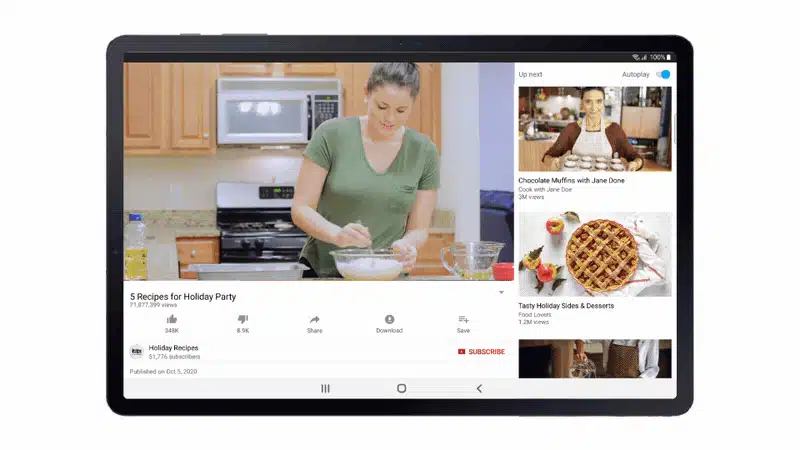 100%
Up next
Autoplay
Chocolate Muffins with Jane Done
Cook with Jane Doe
3M views
5 Recipes for Holiday Party
71,877,399 views
348K
8.9K
Share
Download
Save
Tasty Holiday Sides & Desserts
Food Lovers
1.2M views
Holiday Recipes
51,776 subscribers
SUBSCRIBE
Published on Oct 5, 2020